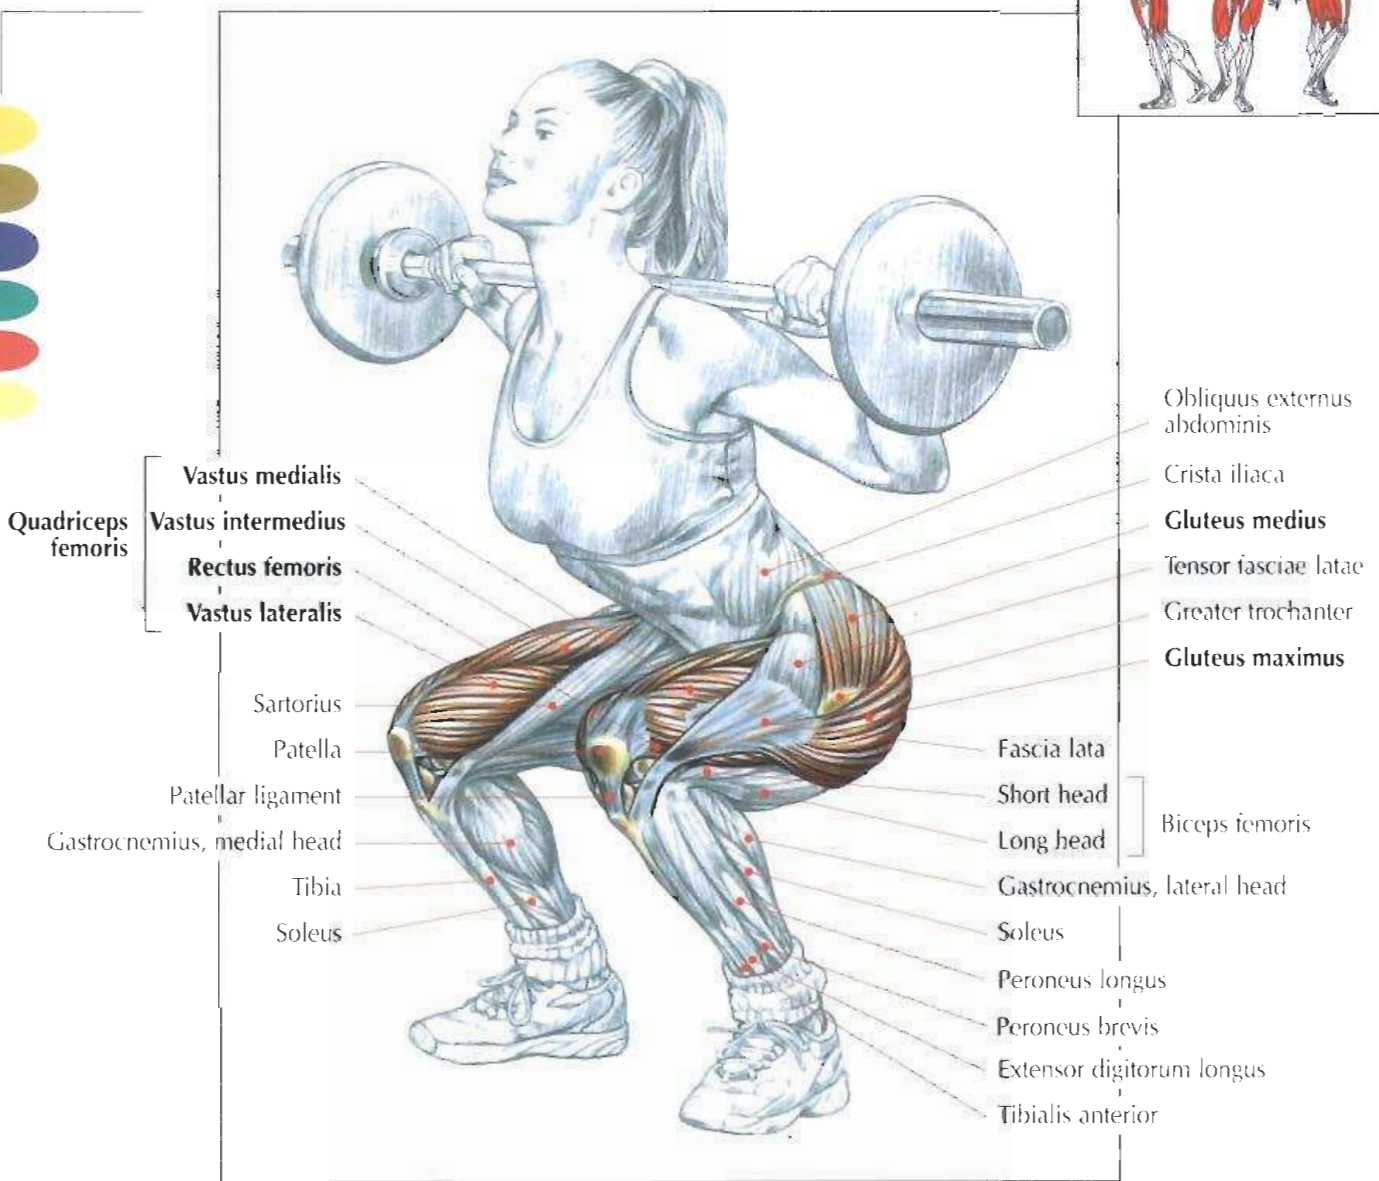 Vastus medialis
Quadriceps
femoris
Vastus intermedius
Rectus femoris
Vastus lateralis
Sartorius
Patella
Patellar ligament
Gastrocnemius, medial head
Tibia
Soleus
Obliquus externus
abdominis
Crista iliaca
Gluteus medius
Tensor fasciae latae
Greater trochanter
Gluteus maximus
Fascia lata
Short head
Long head
Biceps femoris
Gastrocnemius, lateral head
Soleus
Peroneus longus
Peroneus brevis
Extensor digitorum longus
Tibialis anterior